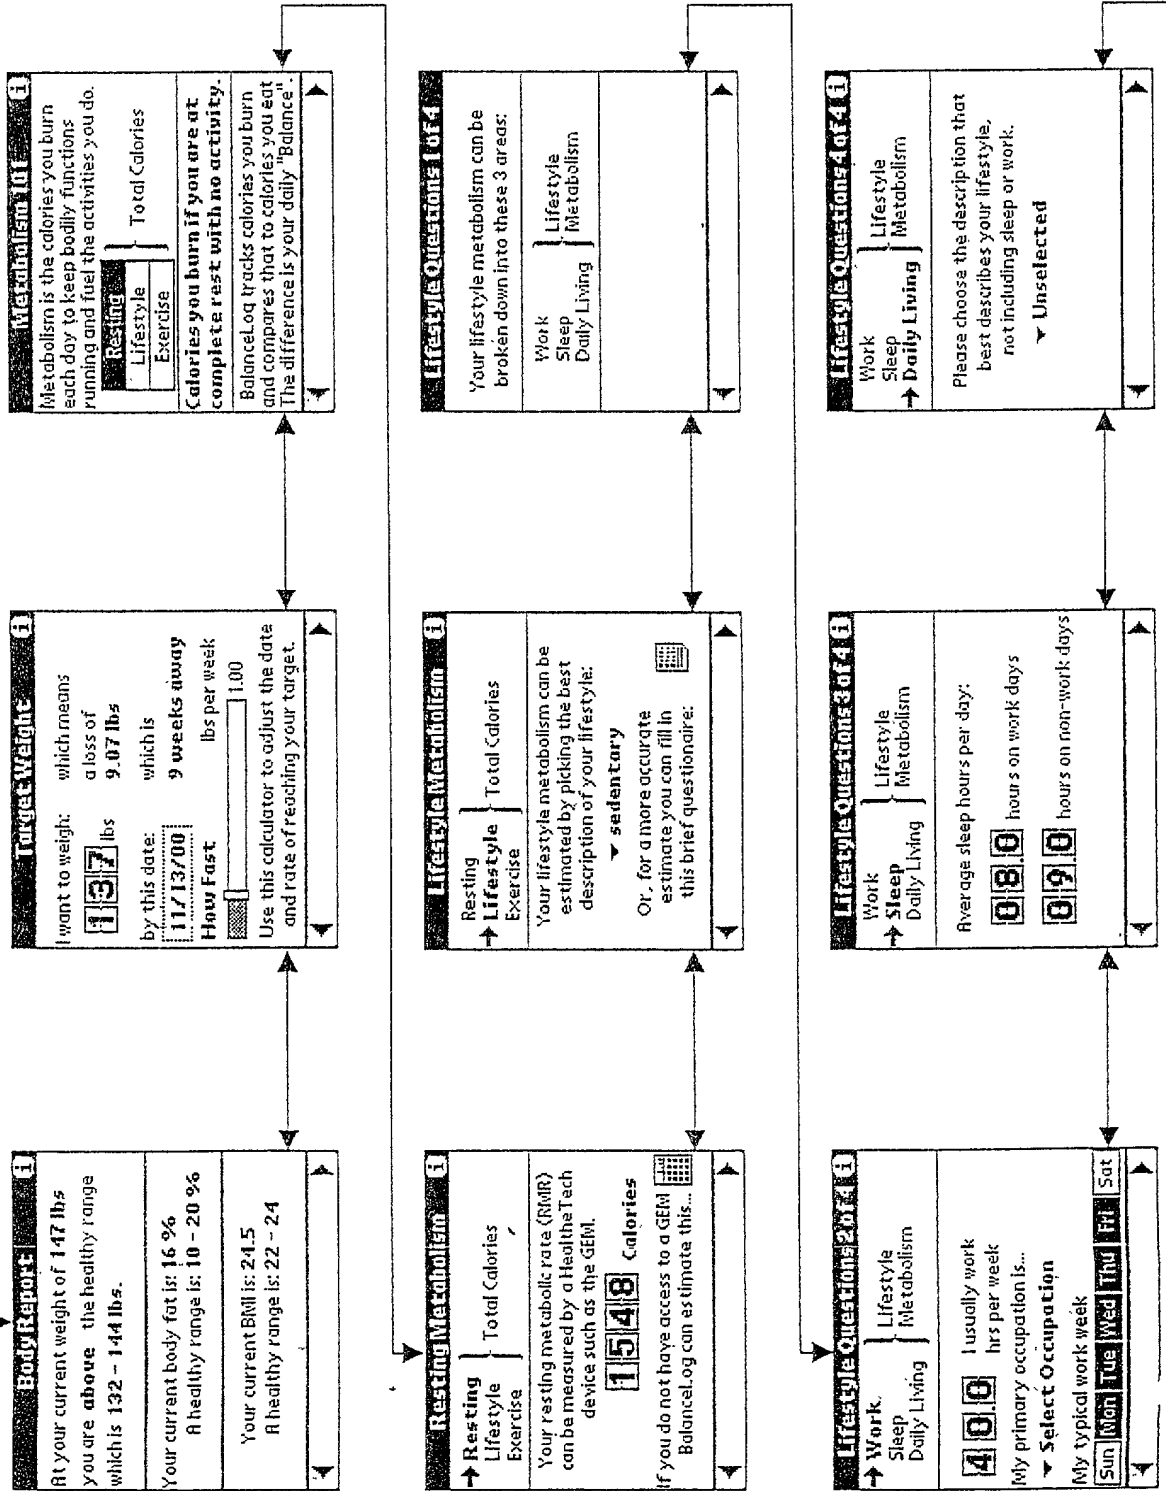 Body Report i
At your current weight of 147 lbs
you are above the healthy range
which is 132 - 144 lbs.
Your current body fat is: 16 %
A healthy range is: 10 - 20 %
Your current BMI is: 24.5
A healthy range is: 22 - 24
Target Weight i
I want to weigh: which means
137 lbs a loss of
9.07 lbs
by this date: which is
11/13/00 9 weeks away
How Fast lbs per week
1.00
Use this calculator to adjust the date
and rate of reaching your target.
Metabolism 101 i
Metabolism is the calories you burn
each day to keep bodily functions
running and fuel the activities you do.
Resting
Lifestyle Total Calories
Exercise
Calories you burn if you are at
complete rest with no activity.
BalanceLog tracks calories you burn
and compares that to calories you eat
The difference is your daily "Balance".
Resting Metabolism i
→ Resting
Lifestyle Total Calories
Exercise
Your resting metabolic rate (RMR)
can be measured by a HealtheTech
device such as the GEM.
1548 Calories
If you do not have access to a GEM
BalanceLog can estimate this...
Lifestyle Metabolism i
Resting
→ Lifestyle Total Calories
Exercise
Your lifestyle metabolism can be
estimated by picking the best
description of your lifestyle:
▼ sedentary
Or, for a more accurate
estimate you can fill in
this brief questionaire:
Lifestyle Questions 1 of 4
Your lifestyle metabolism can be
broken down into these 3 areas:
Work
Sleep Lifestyle
Daily Living Metabolism
Lifestyle Questions 2 of 4 i
→ Work
Sleep Lifestyle
Daily Living Metabolism
40.0 I usually work
hrs per week
My primary occupation is...
▼ Select Occupation
My typical work week
Sun Mon Tue Wed Thu Fri Sat
Lifestyle Questions 3 of 4 i
Work
→ Sleep Lifestyle
Daily Living Metabolism
Average sleep hours per day:
08.0 hours on work days
09.0 hours on non-work days
Lifestyle Questions 4 of 4 i
Work
Sleep Lifestyle
→ Daily Living Metabolism
Please choose the description that
best describes your lifestyle,
not including sleep or work.
▼ Unselected